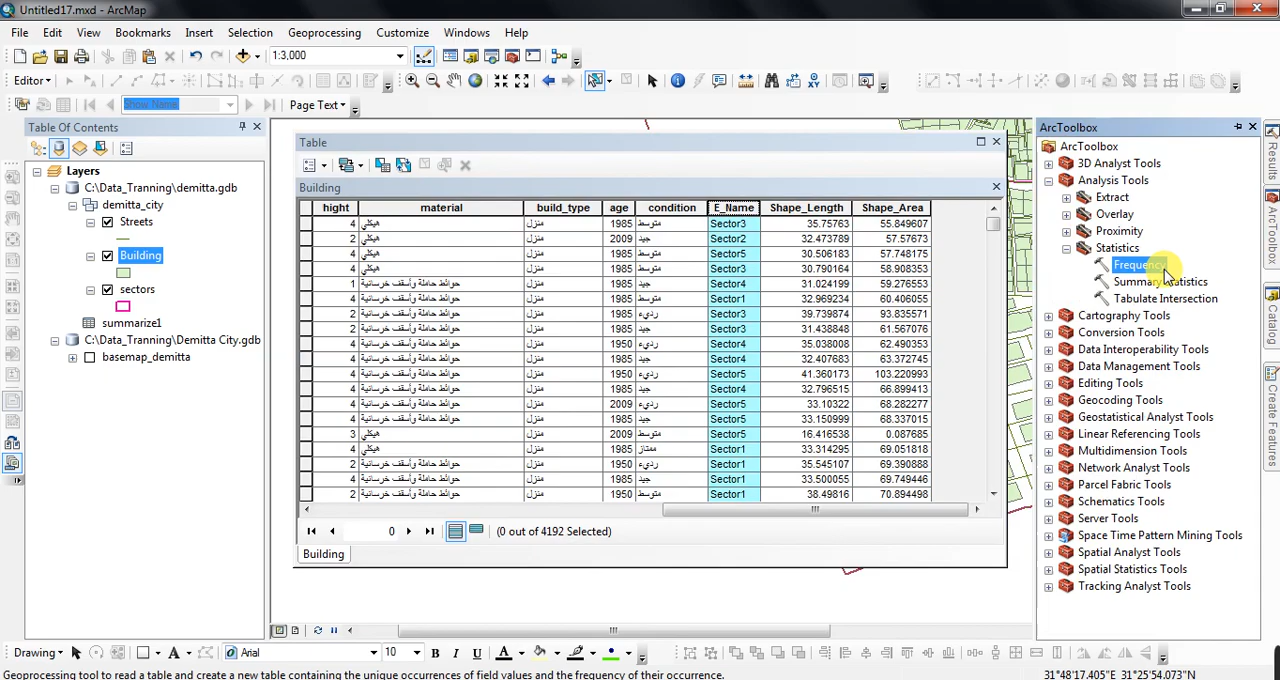 Untitled17.mxd - ArcMap
File Edit View Bookmarks Insert Selection Geoprocessing Customize Windows Help
1:3,000
Editor
Show Name Page Text
Table Of Contents
Layers
C:\Data_Tranning\demitta.gdb
demitta_city
Streets
Building
sectors
summarize1
C:\Data_Tranning\Demitta City.gdb
basemap_demitta
Table
Building
hight material build_type age condition E_Name Shape_Length Shape_Area
4 هيكلي منزل 1985 متوسط Sector3 35.75763 55.849607
2 هيكلي منزل 2009 جيد Sector2 32.473789 57.57673
4 هيكلي منزل 1985 متوسط Sector5 30.506183 57.748175
4 هيكلي منزل 1985 متوسط Sector3 30.790164 58.908353
1 حوائط حاملة وأسقف خرسانية منزل 1985 جيد Sector4 31.024199 59.276553
4 حوائط حاملة وأسقف خرسانية منزل 1985 متوسط Sector1 32.969234 60.406055
2 حوائط حاملة وأسقف خرسانية منزل 1985 رديء Sector3 39.739874 93.835571
2 حوائط حاملة وأسقف خرسانية منزل 1985 جيد Sector3 31.438848 61.567076
4 حوائط حاملة وأسقف خرسانية منزل 1985 رديء Sector4 35.038008 62.490353
4 حوائط حاملة وأسقف خرسانية منزل 1985 جيد Sector4 32.407683 63.372745
2 حوائط حاملة وأسقف خرسانية منزل 1985 رديء Sector5 41.360173 103.220993
4 حوائط حاملة وأسقف خرسانية منزل 1985 جيد Sector4 32.796515 66.899413
4 حوائط حاملة وأسقف خرسانية منزل 2009 رديء Sector5 33.10322 68.282277
4 حوائط حاملة وأسقف خرسانية منزل 1985 جيد Sector5 33.150999 68.337015
3 هيكلي منزل 2009 متوسط Sector5 16.416538 0.087685
4 هيكلي منزل 1985 ممتاز Sector1 33.314295 69.051818
2 حوائط حاملة وأسقف خرسانية منزل 1950 رديء Sector1 35.545107 69.390888
4 حوائط حاملة وأسقف خرسانية منزل 1985 جيد Sector1 33.500055 74.749456
2 حوائط حاملة وأسقف خرسانية منزل 1950 متوسط Sector1 38.49816 70.894498
0 (0 out of 4192 Selected)
Building
ArcToolbox
ArcToolbox
3D Analyst Tools
Analysis Tools
Extract
Overlay
Proximity
Statistics
Frequency
Summary Statistics
Tabulate Intersection
Cartography Tools
Conversion Tools
Data Interoperability Tools
Data Management Tools
Editing Tools
Geocoding Tools
Geostatistical Analyst Tools
Linear Referencing Tools
Multidimension Tools
Network Analyst Tools
Parcel Fabric Tools
Schematics Tools
Server Tools
Space Time Pattern Mining Tools
Spatial Analyst Tools
Spatial Statistics Tools
Tracking Analyst Tools
Results
ArcToolbox
Catalog
Create Features
Drawing Arial 10 B I U A
Geoprocessing tool to read a table and create a new table containing the unique occurrences of field values and the frequency of their occurrence.
31°48'17.405"E 31°25'54.073"N